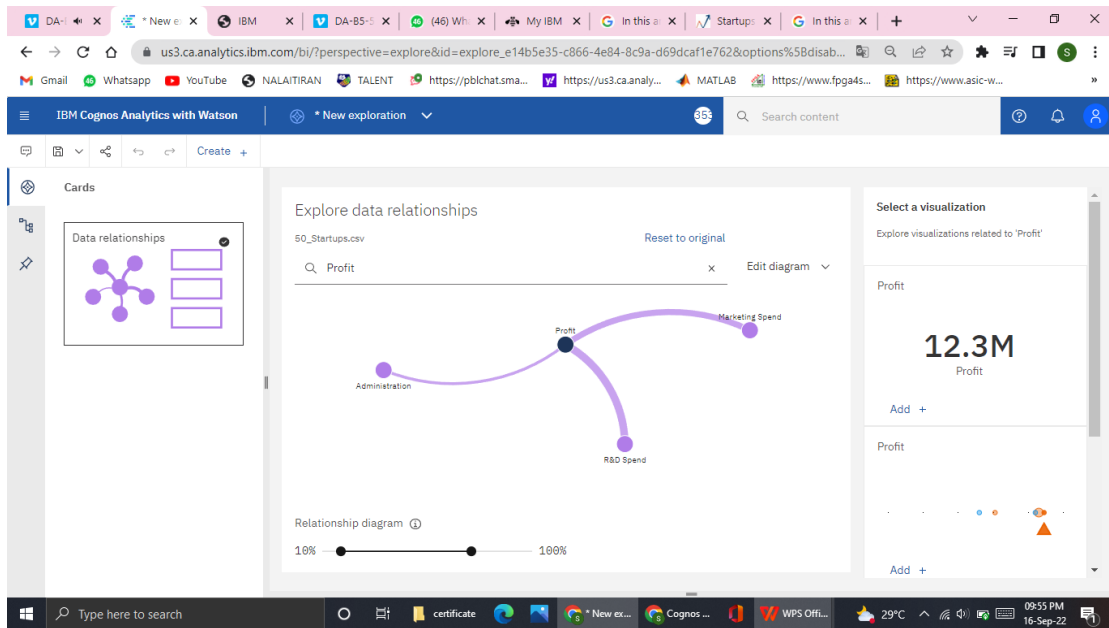 DA-I
* New e
IBM
DA-B5-5
(46) Wh
My IBM
In this a
Startups
In this a
us3.ca.analytics.ibm.com/bi/?perspective=explore&id=explore_e14b5e35-c866-4e84-8c9a-d69dcaf1e762&options%5Bdisab...
S
Gmail
Whatsapp
YouTube
NALAITIRAN
TALENT
https://pblchat.sma...
https://us3.ca.analy...
MATLAB
https://www.fpga4s...
https://www.asic-w...
»
IBM Cognos Analytics with Watson
* New exploration
353
Search content
Create +
Cards
Data relationships
Explore data relationships
50_Startups.csv
Reset to original
Profit
Edit diagram
Profit
Marketing Spend
Administration
R&D Spend
Relationship diagram
10%
100%
Select a visualization
Explore visualizations related to 'Profit'
Profit
12.3M
Profit
Add +
Profit
Add +
Type here to search
certificate
* New ex...
Cognos ...
WPS Offi...
29°C
09:55 PM
16-Sep-22
1